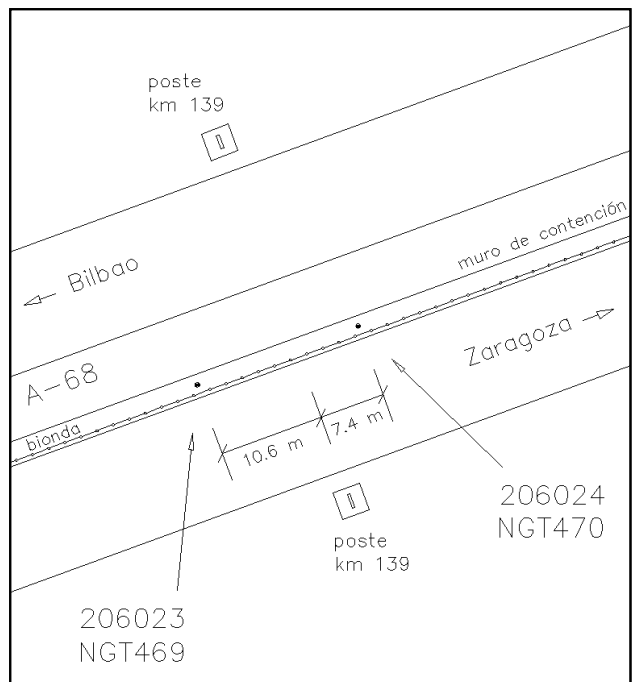 poste
km 139
Bilbao
muro de contención
Zaragoza
A-68
bionda
10.6 m
7.4 m
206024
NGT470
poste
km 139
206023
NGT469